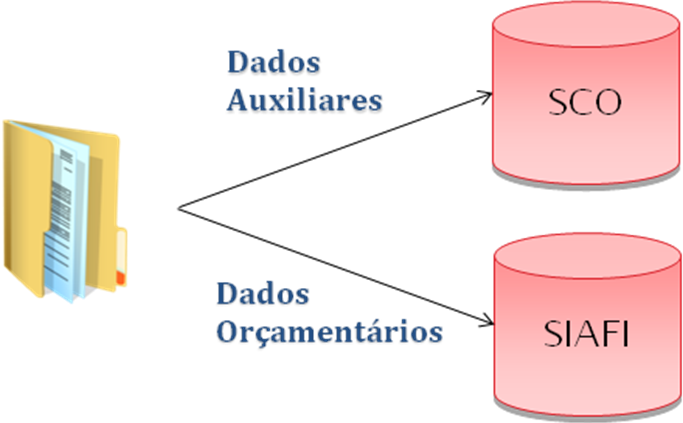 Dados
Auxiliares
SCO
Dados
Orçamentários
SIAFI